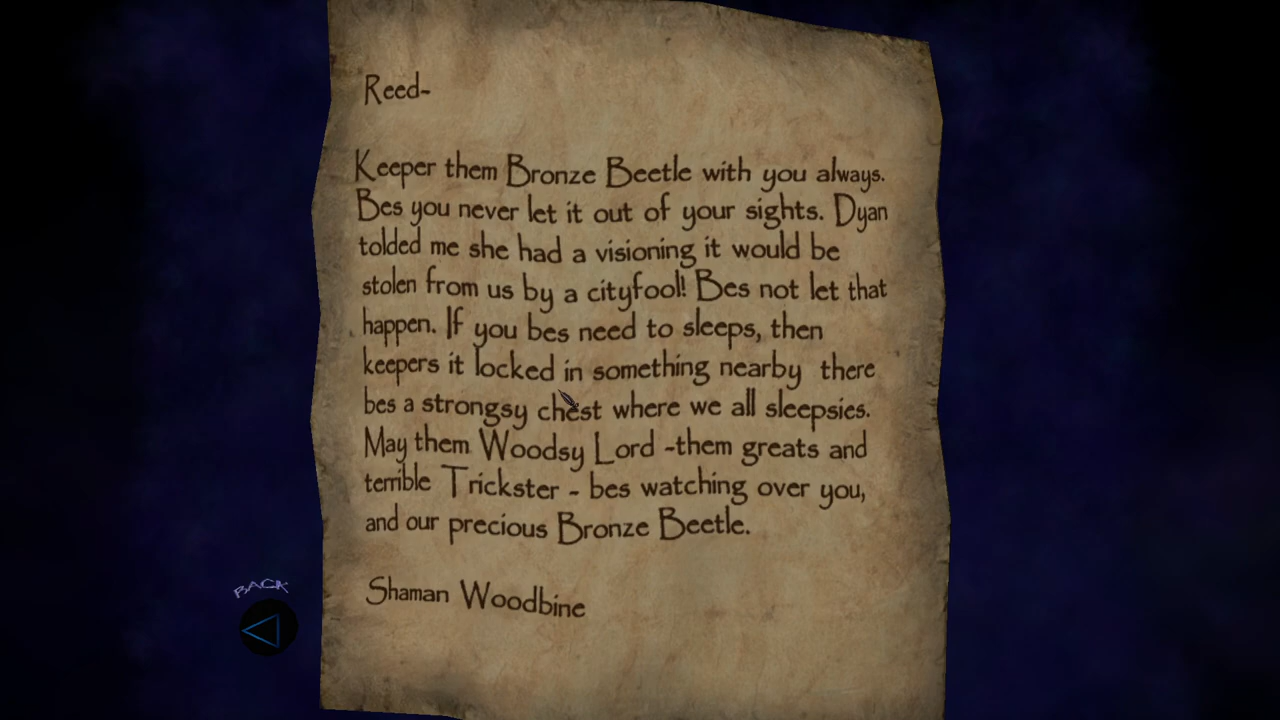 Reed-
Keeper them Bronze Beetle with you always.
Bes you never let it out of your sights. Dyan
tolded me she had a visioning it would be
stolen from us by a cityfool! Bes not let that
happen. If you bes need to sleeps, then
keepers it locked in something nearby there
bes a strongsy chest where we all sleepsies.
May them Woodsy Lord -them greats and
terrible Trickster - bes watching over you,
and our precious Bronze Beetle.
Shaman Woodbine
BACK